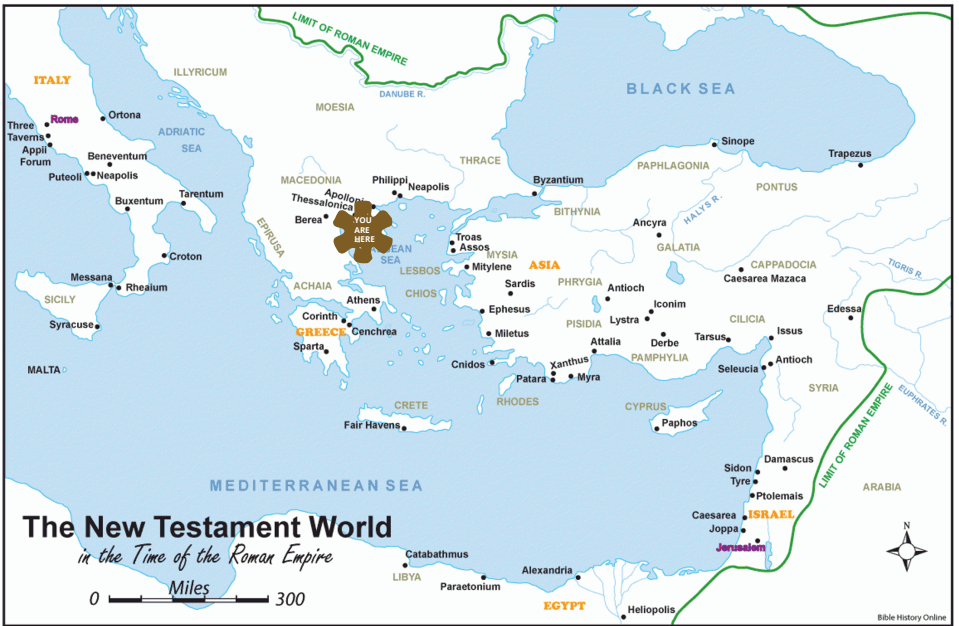 LIMIT OF ROMAN EMPIRE
ITALY
ILLYRICUM
DANUBE R.
BLACK SEA
MOESIA
Rome
Three
Taverns
Appii
Forum
Ortona
ADRIATIC
SEA
Beneventum
Puteoli
Neapolis
Buxentum
Tarentum
THRACE
Sinope
Trapezus
PAPHLAGONIA
PONTUS
MACEDONIA
Philippi
Neapolis
Byzantium
Thessalonica
Berea
YOU
ARE
HERE
BITHYNIA
HALYS R.
Ancyra
GALATIA
EPIRUSA
SEA
Troas
Assos
MYSIA
Mitylene
ASIA
LESBOS
CAPPADOCIA
Caesarea Mazaca
TIGRIS R.
Croton
Messana
Rheaium
SICILY
Syracuse
ACHAIA
CHIOS
Sardis
PHRYGIA
Antioch
Athens
Corinth
GREECE
Cenchrea
Sparta
Ephesus
Iconim
Lystra
Miletus
PISIDIA
Derbe
CILICIA
Tarsus
Issus
Edessa
Attalia
PAMPHYLIA
Cnidos
Xanthus
Patara
Myra
Seleucia
Antioch
MALTA
RHODES
SYRIA
EUPHRATES R.
CRETE
Fair Havens
CYPRUS
Paphos
LIMIT OF ROMAN EMPIRE
Damascus
Sidon
Tyre
Ptolemais
ARABIA
MEDITERRANEAN SEA
Caesarea
ISRAEL
Joppa
Jerusalem
N
The New Testament World
in the Time of the Roman Empire
Miles
0 300
Catabathmus
LIBYA
Paraetonium
Alexandria
EGYPT
Heliopolis
Bible History Online